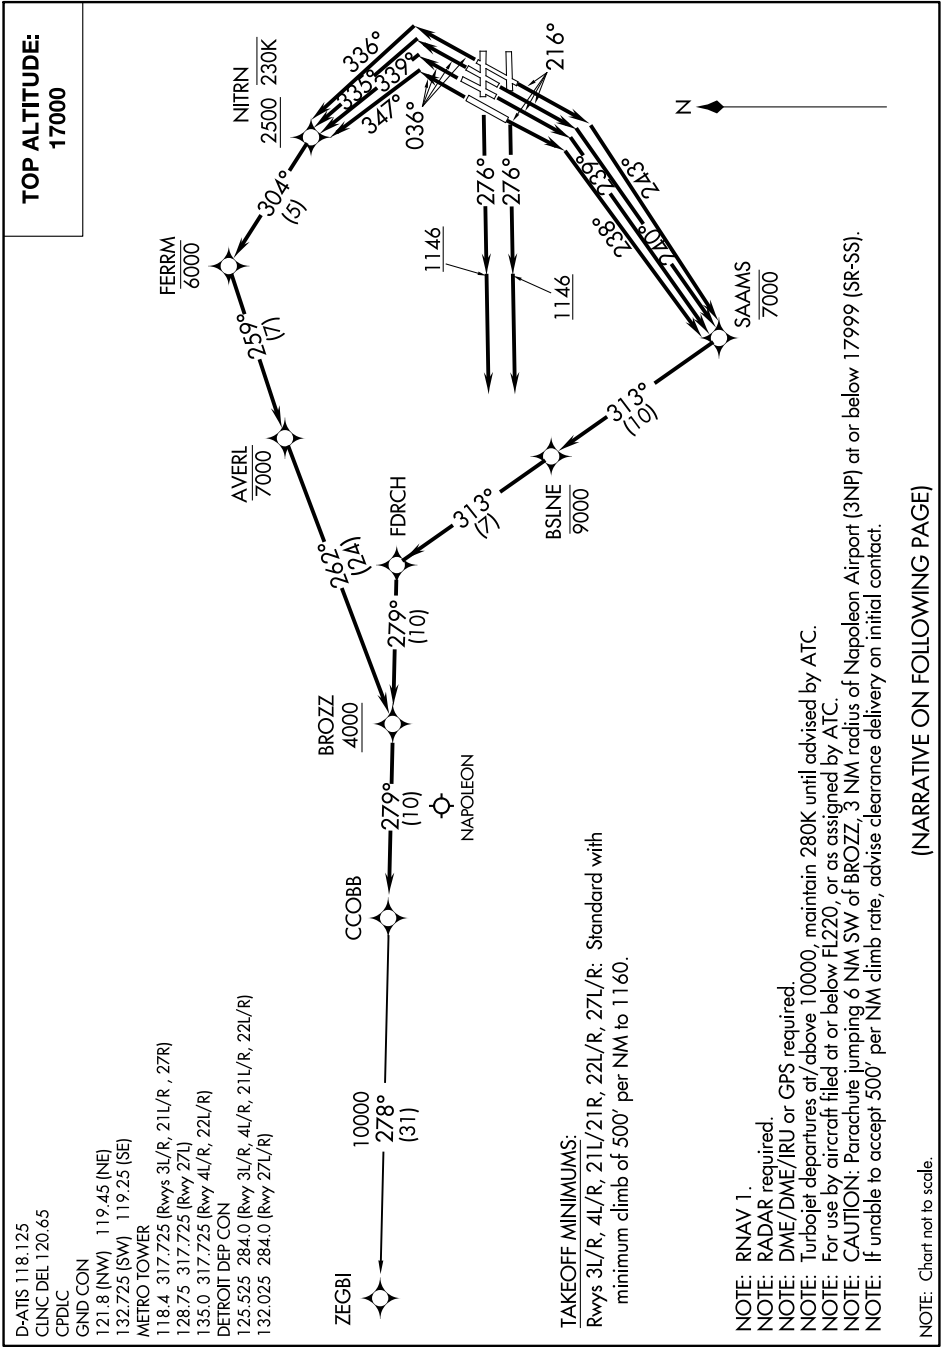 TOP ALTITUDE:
17000
D-ATIS 118.125
CLNC DEL 120.65
CPDLC
GND CON
121.8 (NW) 119.45 (NE)
132.725 (SW) 119.25 (SE)
METRO TOWER
118.4 317.725 (Rwys 3L/R, 21L/R , 27R)
128.75 317.725 (Rwy 27L)
135.0 317.725 (Rwy 4L/R, 22L/R)
DETROIT DEP CON
125.525 284.0 (Rwy 3L/R, 4L/R, 21L/R, 22L/R)
132.025 284.0 (Rwy 27L/R)
NITRN
2500 230K
336°
335°
339°
347°
036°
216°
N
304°
(5)
FERRM
6000
259°
(7)
AVERL
7000
262°
(24)
276°
276°
1146
1146
243°
239°
240°
238°
SAAMS
7000
313°
(10)
BSLNE
9000
313°
(7)
FDRCH
279°
(10)
BROZZ
4000
279°
(10)
NAPOLEON
CCOBB
10000
278°
(31)
ZEGBI
TAKEOFF MINIMUMS:
Rwys 3L/R, 4L/R, 21L/21R, 22L/R, 27L/R: Standard with
minimum climb of 500' per NM to 1160.
NOTE: RNAV 1.
NOTE: RADAR required.
NOTE: DME/DME/IRU or GPS required.
NOTE: Turbojet departures at/above 10000, maintain 280K until advised by ATC.
NOTE: For use by aircraft filed at or below FL220, or as assigned by ATC.
NOTE: CAUTION: Parachute jumping 6 NM SW of BROZZ, 3 NM radius of Napoleon Airport (3NP) at or below 17999 (SR-SS).
NOTE: If unable to accept 500' per NM climb rate, advise clearance delivery on initial contact.
(NARRATIVE ON FOLLOWING PAGE)
NOTE: Chart not to scale.